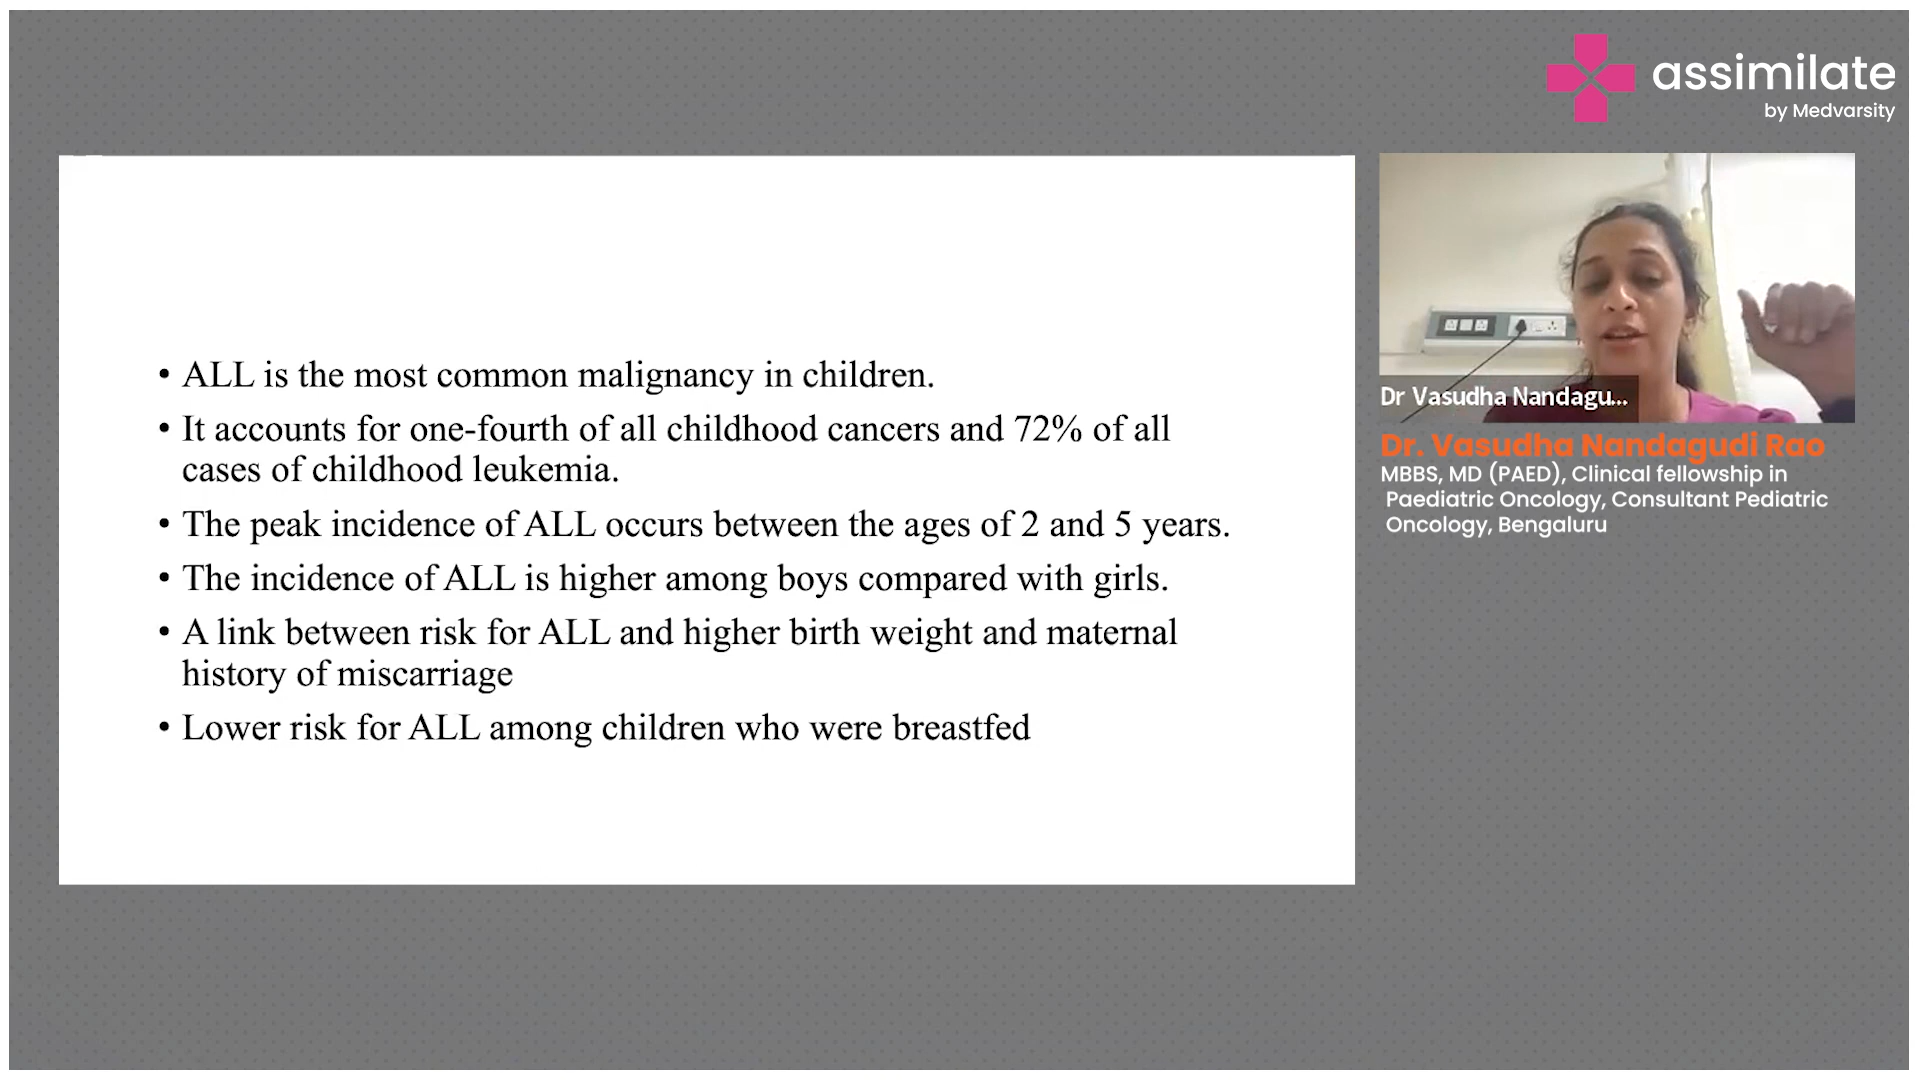 assimilate
by Medvarsity
• ALL is the most common malignancy in children.
• It accounts for one-fourth of all childhood cancers and 72% of all
cases of childhood leukemia.
• The peak incidence of ALL occurs between the ages of 2 and 5 years.
• The incidence of ALL is higher among boys compared with girls.
• A link between risk for ALL and higher birth weight and maternal
history of miscarriage
• Lower risk for ALL among children who were breastfed
Dr Vasudha Nandagu...
Dr. Vasudha Nandagudi Rao
MBBS, MD (PAED), Clinical fellowship in
Paediatric Oncology, Consultant Pediatric
Oncology, Bengaluru